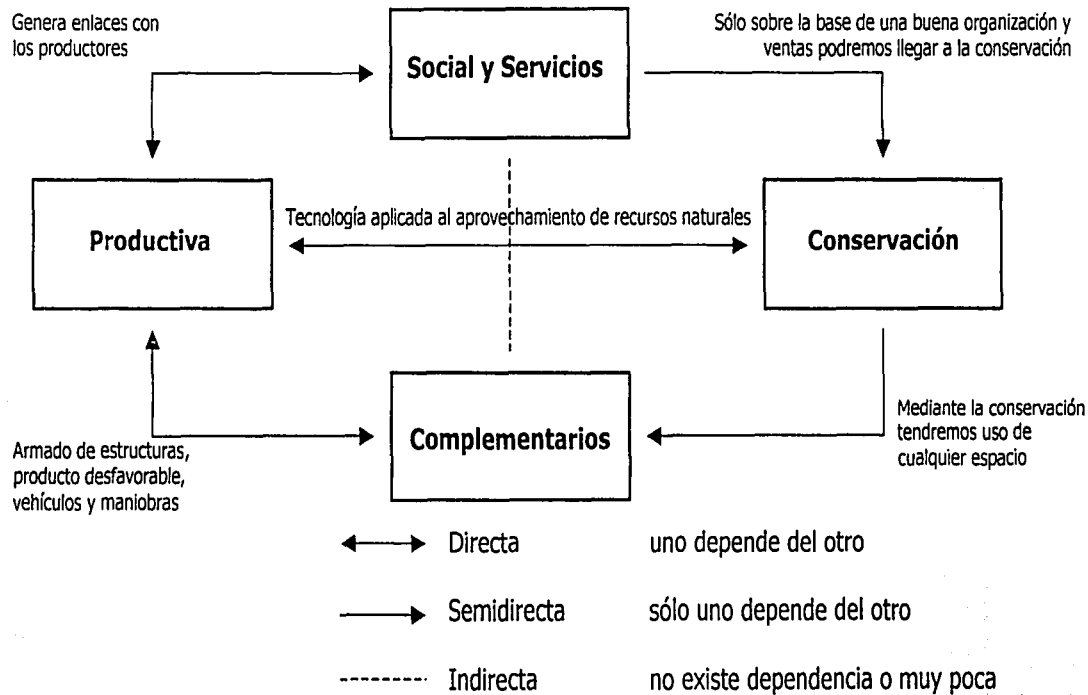 Genera enlaces con
los productores
Sólo sobre la base de una buena organización y
ventas podremos llegar a la conservación
Social y Servicios
Tecnología aplicada al aprovechamiento de recursos naturales
Productiva
Conservación
Complementarios
Armado de estructuras,
producto desfavorable,
vehículos y maniobras
Mediante la conservación
tendremos uso de
cualquier espacio
Directa uno depende del otro
Semidirecta sólo uno depende del otro
Indirecta no existe dependencia o muy poca